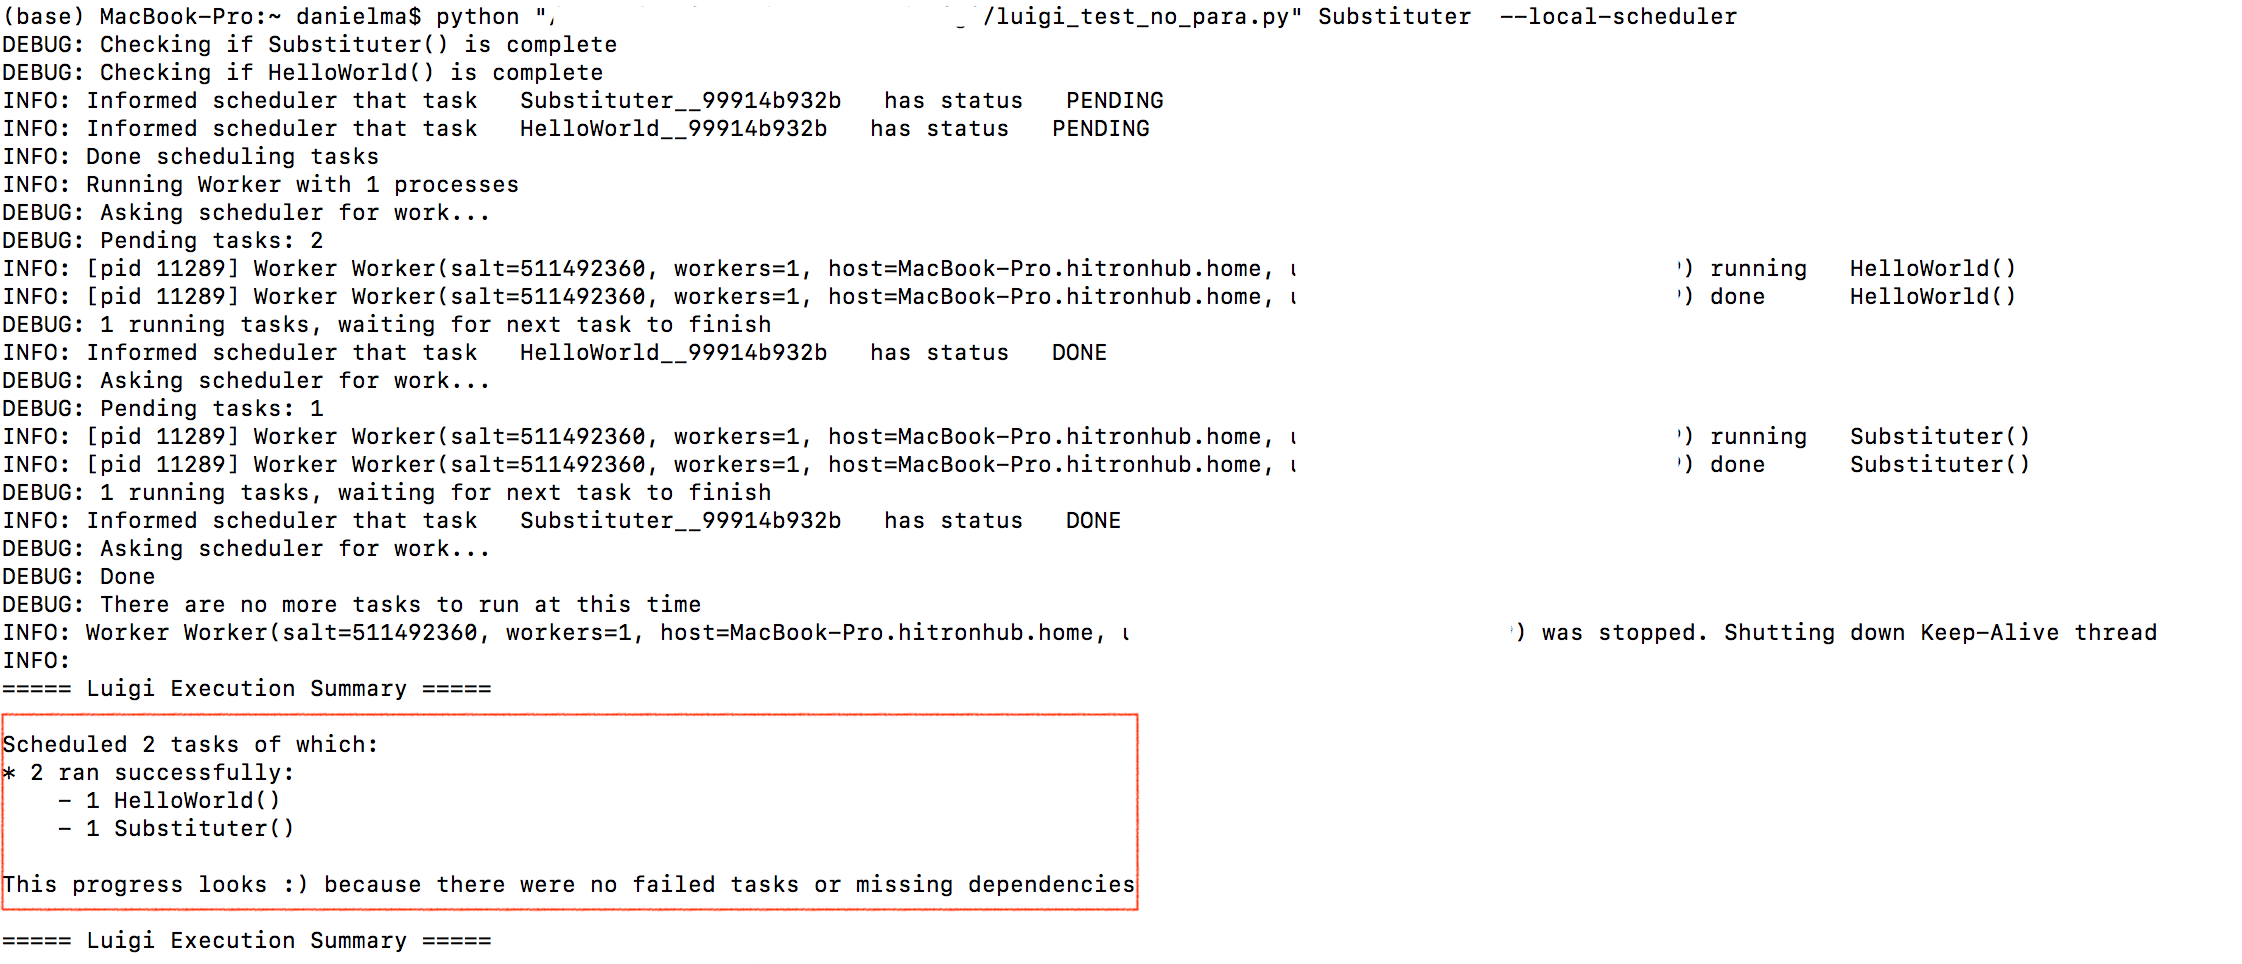 (base) MacBook-Pro:~ danielma$ python "/ /luigi_test_no_para.py" Substituter --local-scheduler
DEBUG: Checking if Substituter() is complete
DEBUG: Checking if HelloWorld() is complete
INFO: Informed scheduler that task   Substituter__99914b932b   has status   PENDING
INFO: Informed scheduler that task   HelloWorld__99914b932b   has status   PENDING
INFO: Done scheduling tasks
INFO: Running Worker with 1 processes
DEBUG: Asking scheduler for work...
DEBUG: Pending tasks: 2
INFO: [pid 11289] Worker Worker(salt=511492360, workers=1, host=MacBook-Pro.hitronhub.home, ) running   HelloWorld()
INFO: [pid 11289] Worker Worker(salt=511492360, workers=1, host=MacBook-Pro.hitronhub.home, ) done      HelloWorld()
DEBUG: 1 running tasks, waiting for next task to finish
INFO: Informed scheduler that task   HelloWorld__99914b932b   has status   DONE
DEBUG: Asking scheduler for work...
DEBUG: Pending tasks: 1
INFO: [pid 11289] Worker Worker(salt=511492360, workers=1, host=MacBook-Pro.hitronhub.home, ) running   Substituter()
INFO: [pid 11289] Worker Worker(salt=511492360, workers=1, host=MacBook-Pro.hitronhub.home, ) done      Substituter()
DEBUG: 1 running tasks, waiting for next task to finish
INFO: Informed scheduler that task   Substituter__99914b932b   has status   DONE
DEBUG: Asking scheduler for work...
DEBUG: Done
DEBUG: There are no more tasks to run at this time
INFO: Worker Worker(salt=511492360, workers=1, host=MacBook-Pro.hitronhub.home, ) was stopped. Shutting down Keep-Alive thread
INFO:
===== Luigi Execution Summary =====
Scheduled 2 tasks of which:
* 2 ran successfully:
    - 1 HelloWorld()
    - 1 Substituter()
This progress looks :) because there were no failed tasks or missing dependencies
===== Luigi Execution Summary =====